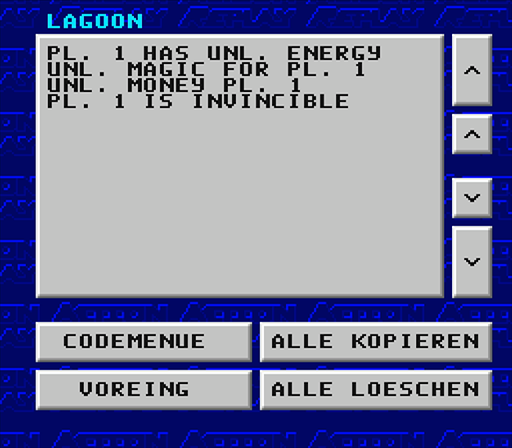 LAGOON
PL. 1 HAS UNL. ENERGY
UNL. MAGIC FOR PL. 1
UNL. MONEY PL. 1
PL. 1 IS INVINCIBLE
CODEMENUE
ALLE KOPIEREN
VOREING
ALLE LOESCHEN